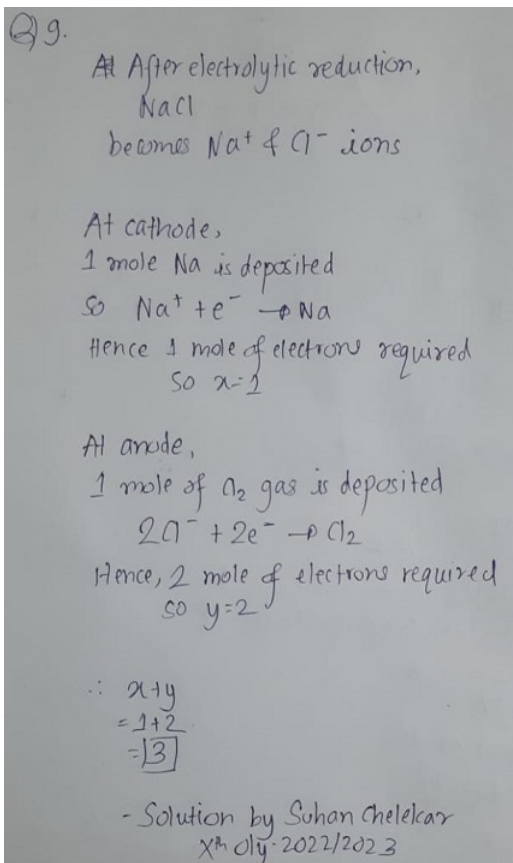 Q9.
After electrolytic reduction,
NaCl
becomes Na⁺ & Cl⁻ ions
At cathode,
1 mole Na is deposited
so Na⁺ + e⁻ → Na
Hence 1 mole of electrons required
So x=1
At anode,
1 mole of Cl₂ gas is deposited
2Cl⁻ + 2e⁻ → Cl₂
Hence, 2 mole of electrons required
so y=2
∴ x+y
= 1+2
= 3
- Solution by Suhan Chelekar
Xth Oly. 2022/2023